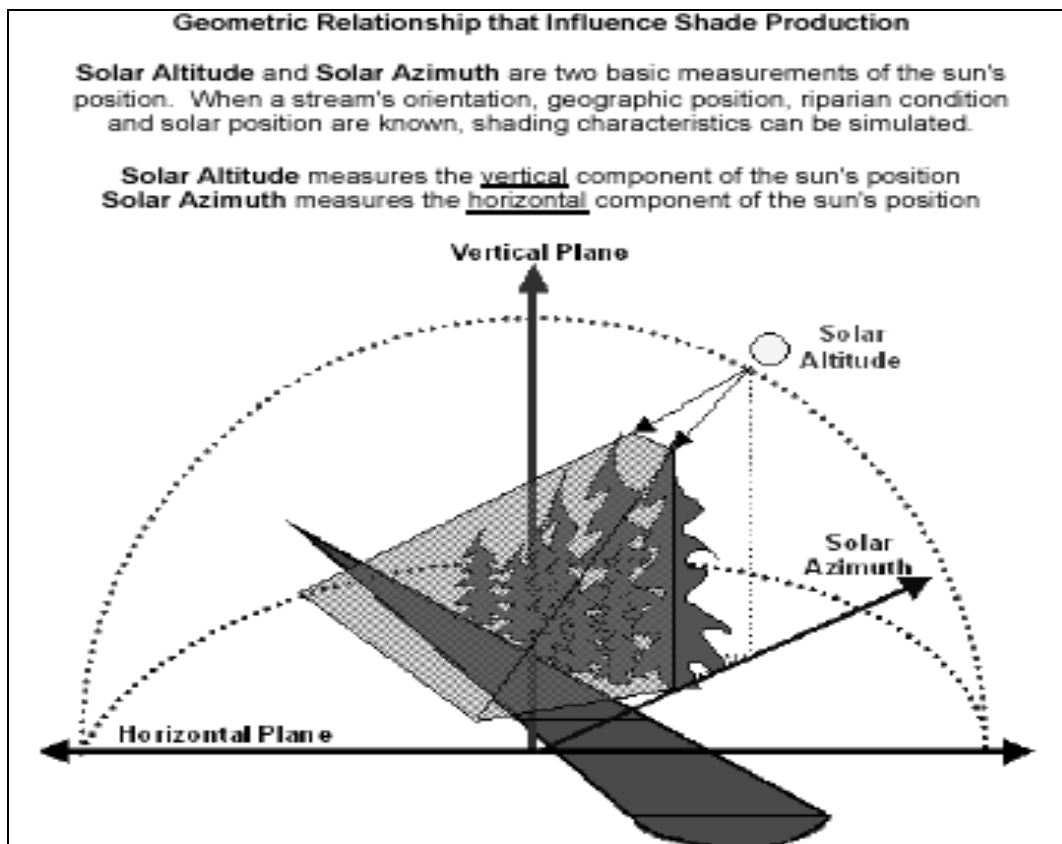 Geometric Relationship that Influence Shade Production
Solar Altitude and Solar Azimuth are two basic measurements of the sun's
position. When a stream's orientation, geographic position, riparian condition
and solar position are known, shading characteristics can be simulated.
Solar Altitude measures the vertical component of the sun's position
Solar Azimuth measures the horizontal component of the sun's position
Vertical Plane
Solar
Altitude
Solar
Azimuth
Horizontal Plane